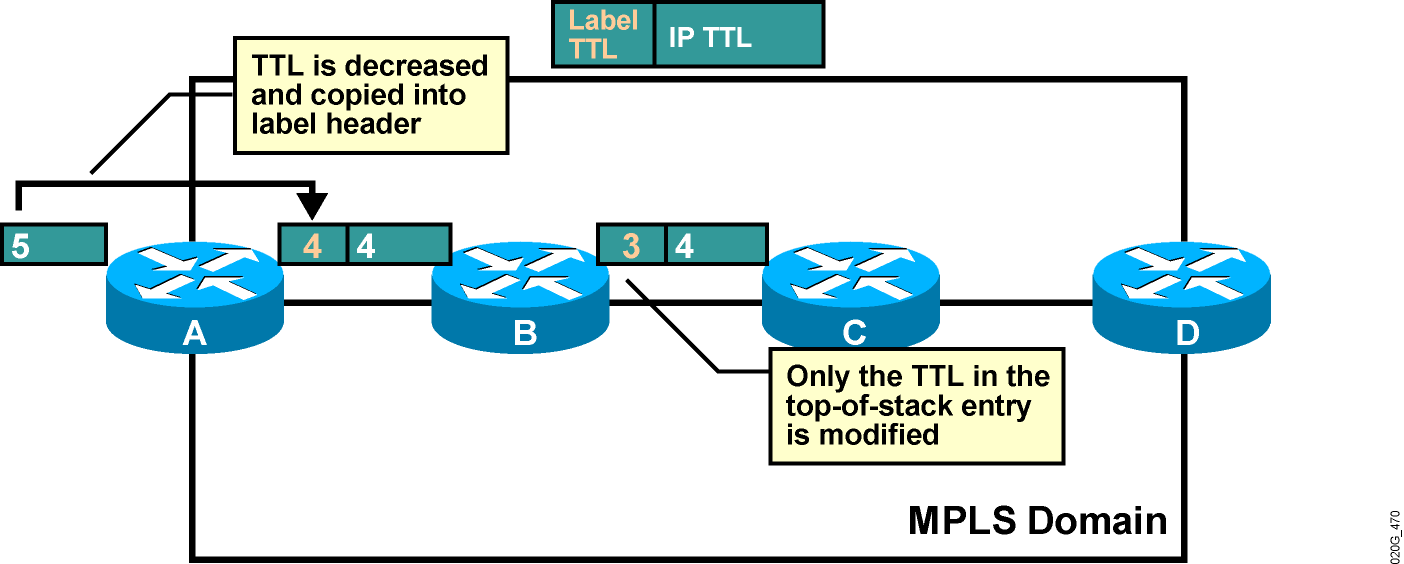 Label
TTL
IP TTL
TTL is decreased
and copied into
label header
5
4
4
3
4
A
B
C
D
Only the TTL in the
top-of-stack entry
is modified
MPLS Domain
020G_470